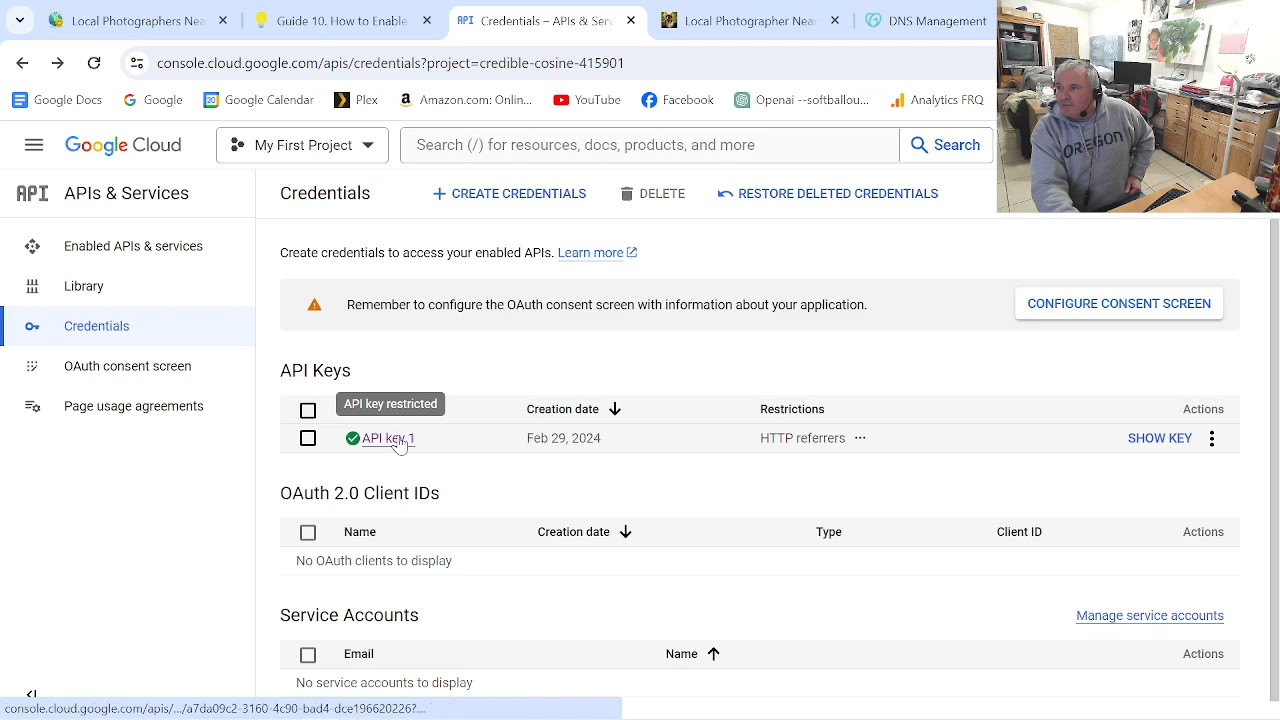 Local Photographers Nea
Guide 10. How to Enable
API Credentials – APIs & Serv
Local Photographer Near
DNS Management
console.cloud.google.com/apis/credentials?project=credible-cosine-415901
Google Docs
Google
Google Calendar
Plex
Amazon.com: Onlin...
YouTube
Facebook
Openai --softballou...
Analytics FRQ
OREGON
Google Cloud
My First Project
Search (/) for resources, docs, products, and more
Search
API APIs & Services
Credentials
+ CREATE CREDENTIALS
DELETE
RESTORE DELETED CREDENTIALS
Enabled APIs & services
Library
Credentials
OAuth consent screen
Page usage agreements
Create credentials to access your enabled APIs. Learn more
Remember to configure the OAuth consent screen with information about your application.
CONFIGURE CONSENT SCREEN
API Keys
API key restricted
Creation date
Restrictions
Actions
API key 1
Feb 29, 2024
HTTP referrers ...
SHOW KEY
OAuth 2.0 Client IDs
Name
Creation date
Type
Client ID
Actions
No OAuth clients to display
Service Accounts
Manage service accounts
Email
Name
Actions
No service accounts to display
console.cloud.google.com/apis/.../a7da09c2-3160-4c90-bad4-dce196620226?...